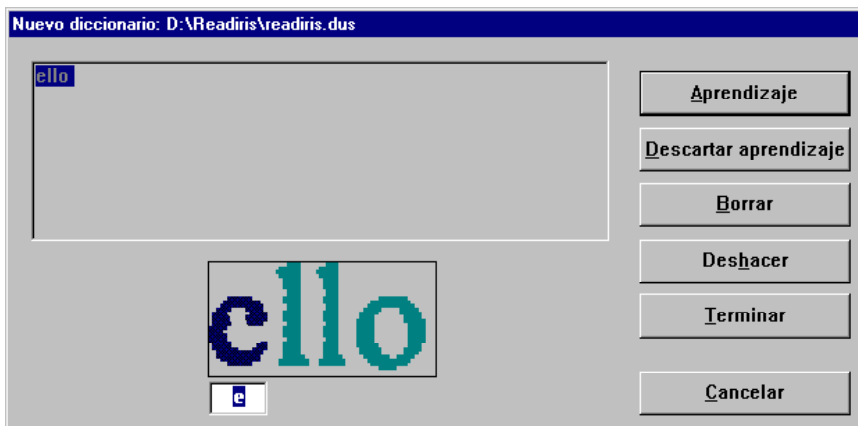 Nuevo diccionario: D:\Readiris\readiris.dus
ello
Aprendizaje
Descartar aprendizaje
Borrar
Deshacer
Terminar
Cancelar
cllo
e